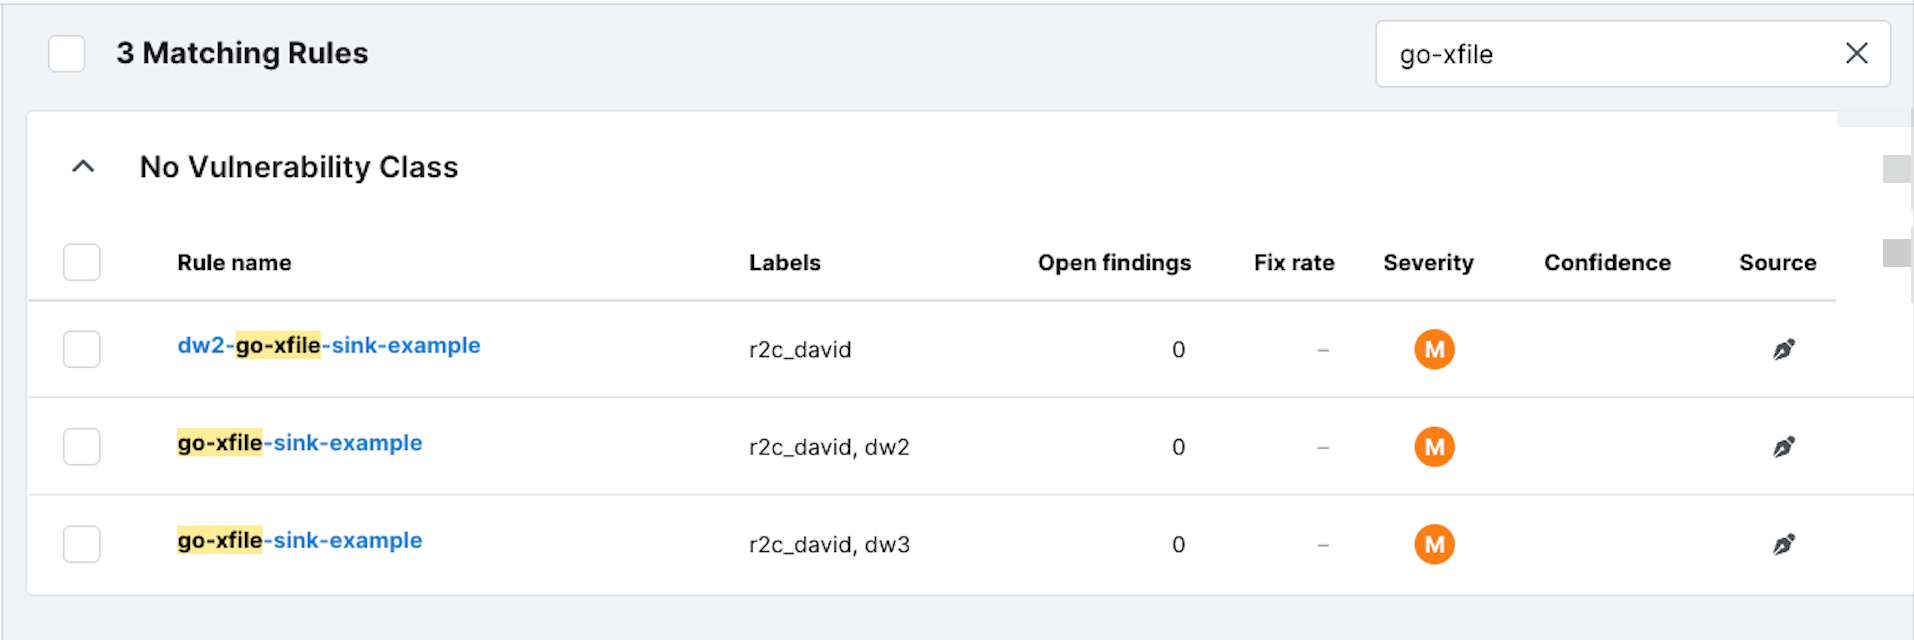 3 Matching Rules
go-xfile
No Vulnerability Class
Rule name Labels Open findings Fix rate Severity Confidence Source
dw2-go-xfile-sink-example r2c_david 0 – M
go-xfile-sink-example r2c_david, dw2 0 – M
go-xfile-sink-example r2c_david, dw3 0 – M